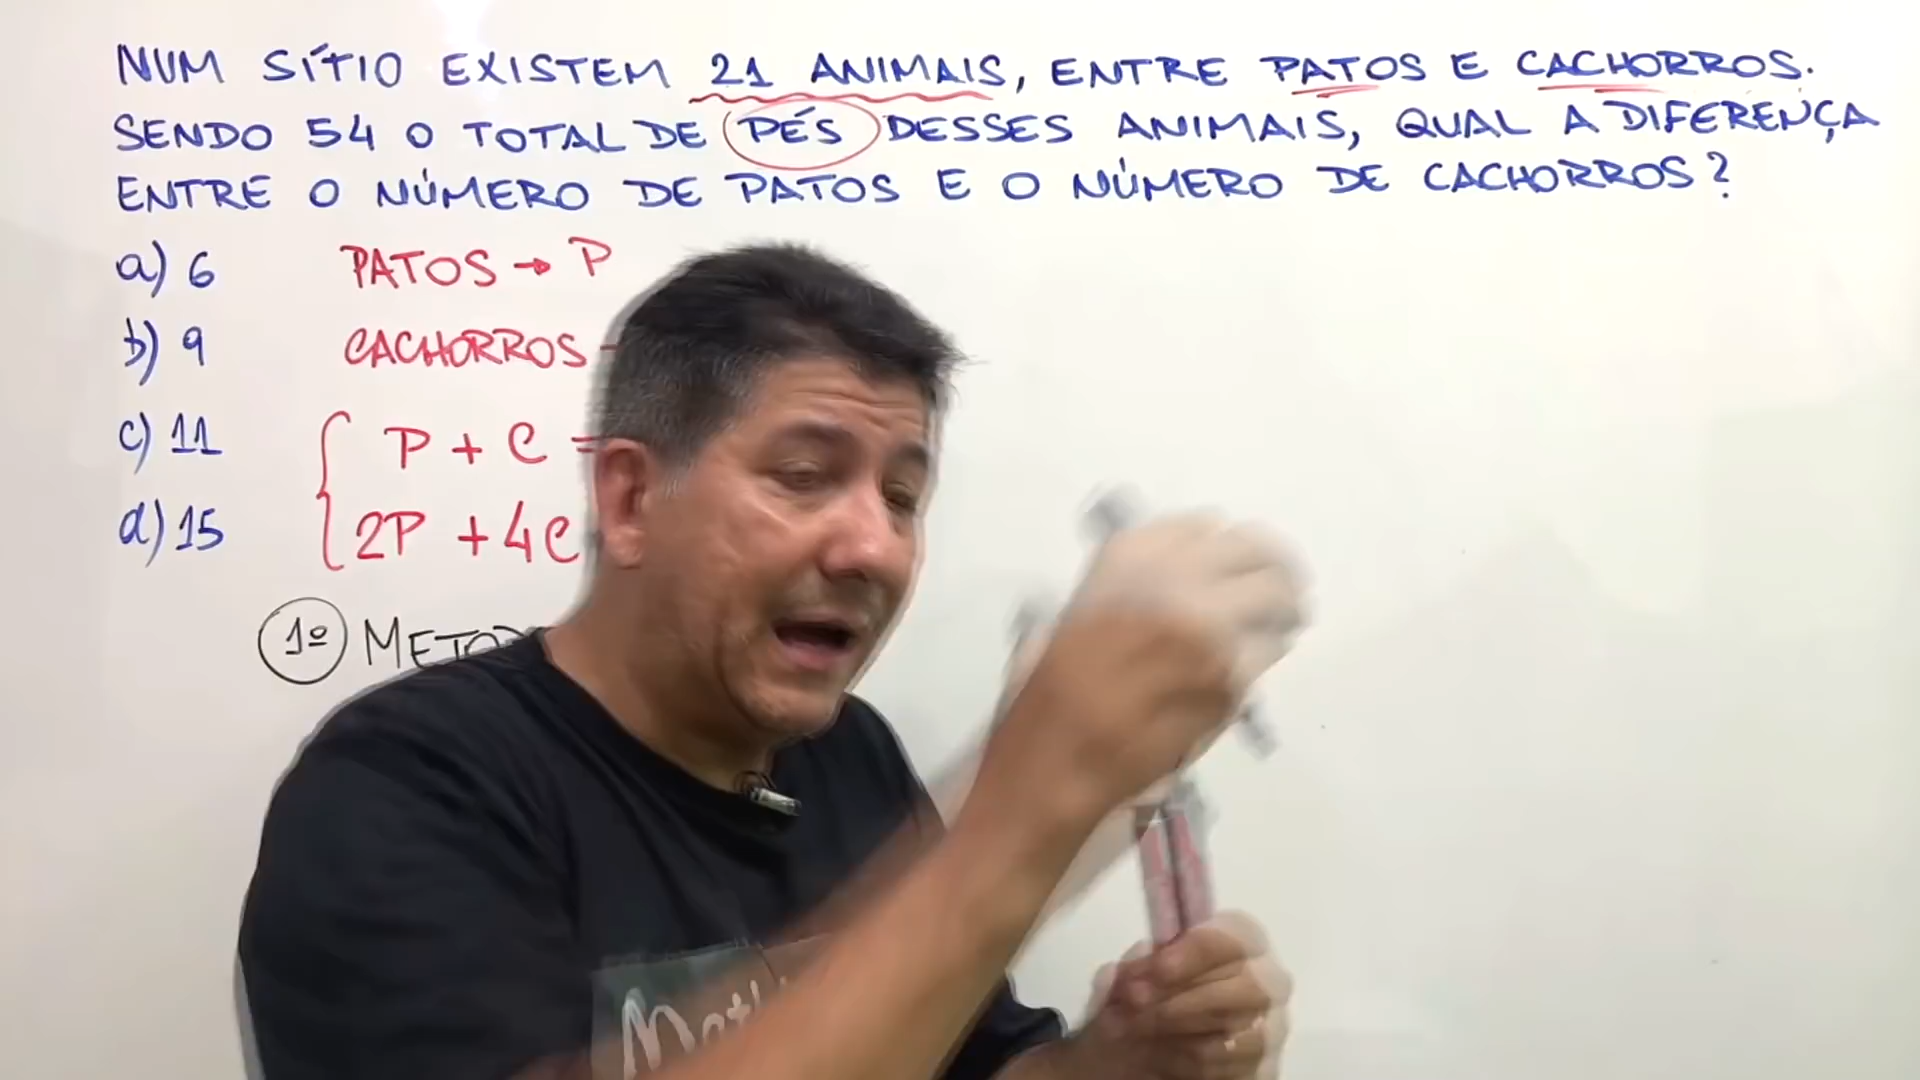 NUM SÍTIO EXISTEM 21 ANIMAIS, ENTRE PATOS E CACHORROS.
SENDO 54 O TOTAL DE PÉS DESSES ANIMAIS, QUAL A DIFERENÇA
ENTRE O NÚMERO DE PATOS E O NÚMERO DE CACHORROS?
a) 6
PATOS → P
b) 9
CACHORROS -
c) 11
P + C =
d) 15
2P + 4C
1º